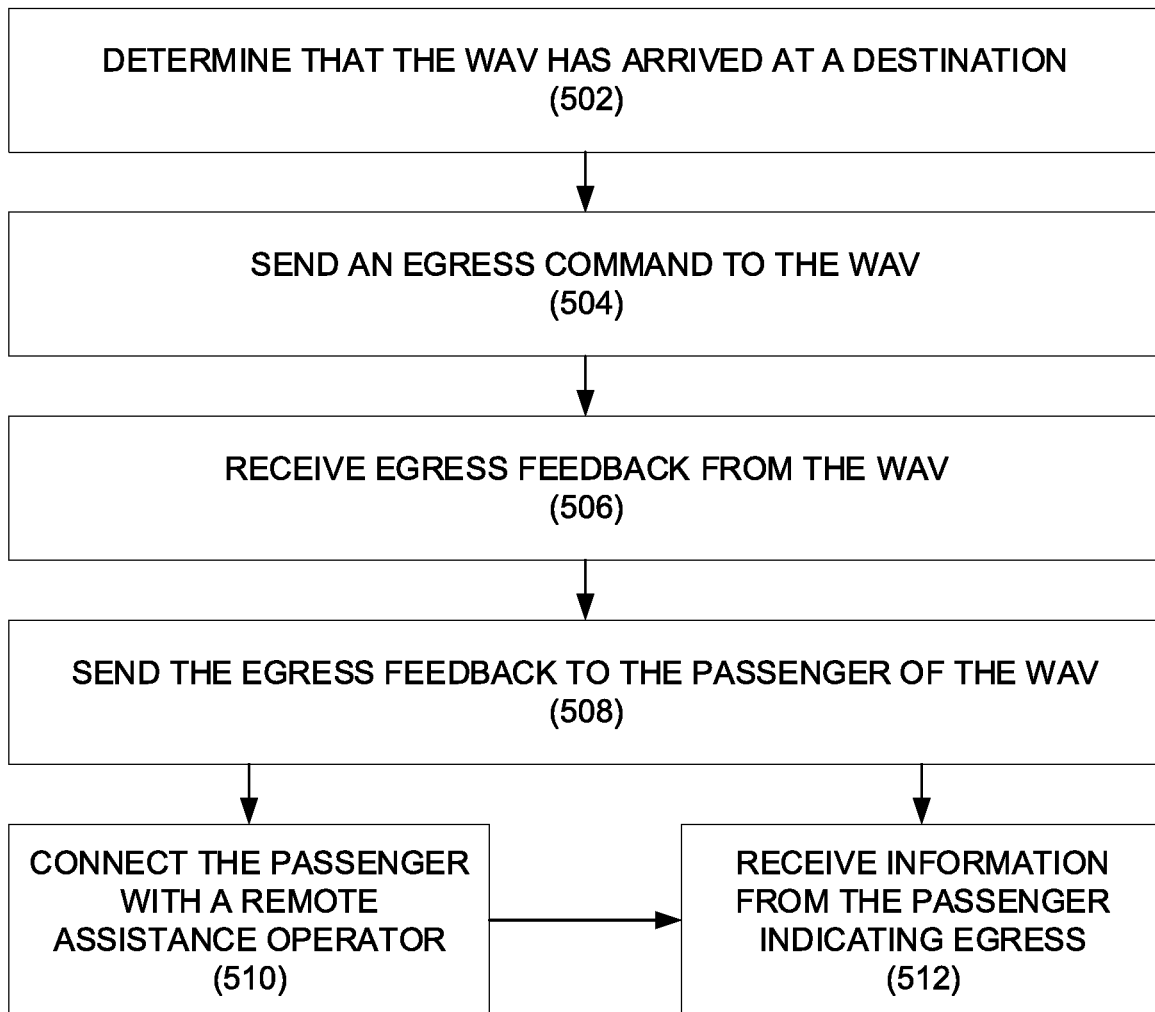 DETERMINE THAT THE WAV HAS ARRIVED AT A DESTINATION
(502)
SEND AN EGRESS COMMAND TO THE WAV
(504)
RECEIVE EGRESS FEEDBACK FROM THE WAV
(506)
SEND THE EGRESS FEEDBACK TO THE PASSENGER OF THE WAV
(508)
CONNECT THE PASSENGER
WITH A REMOTE
ASSISTANCE OPERATOR
(510)
RECEIVE INFORMATION
FROM THE PASSENGER
INDICATING EGRESS
(512)